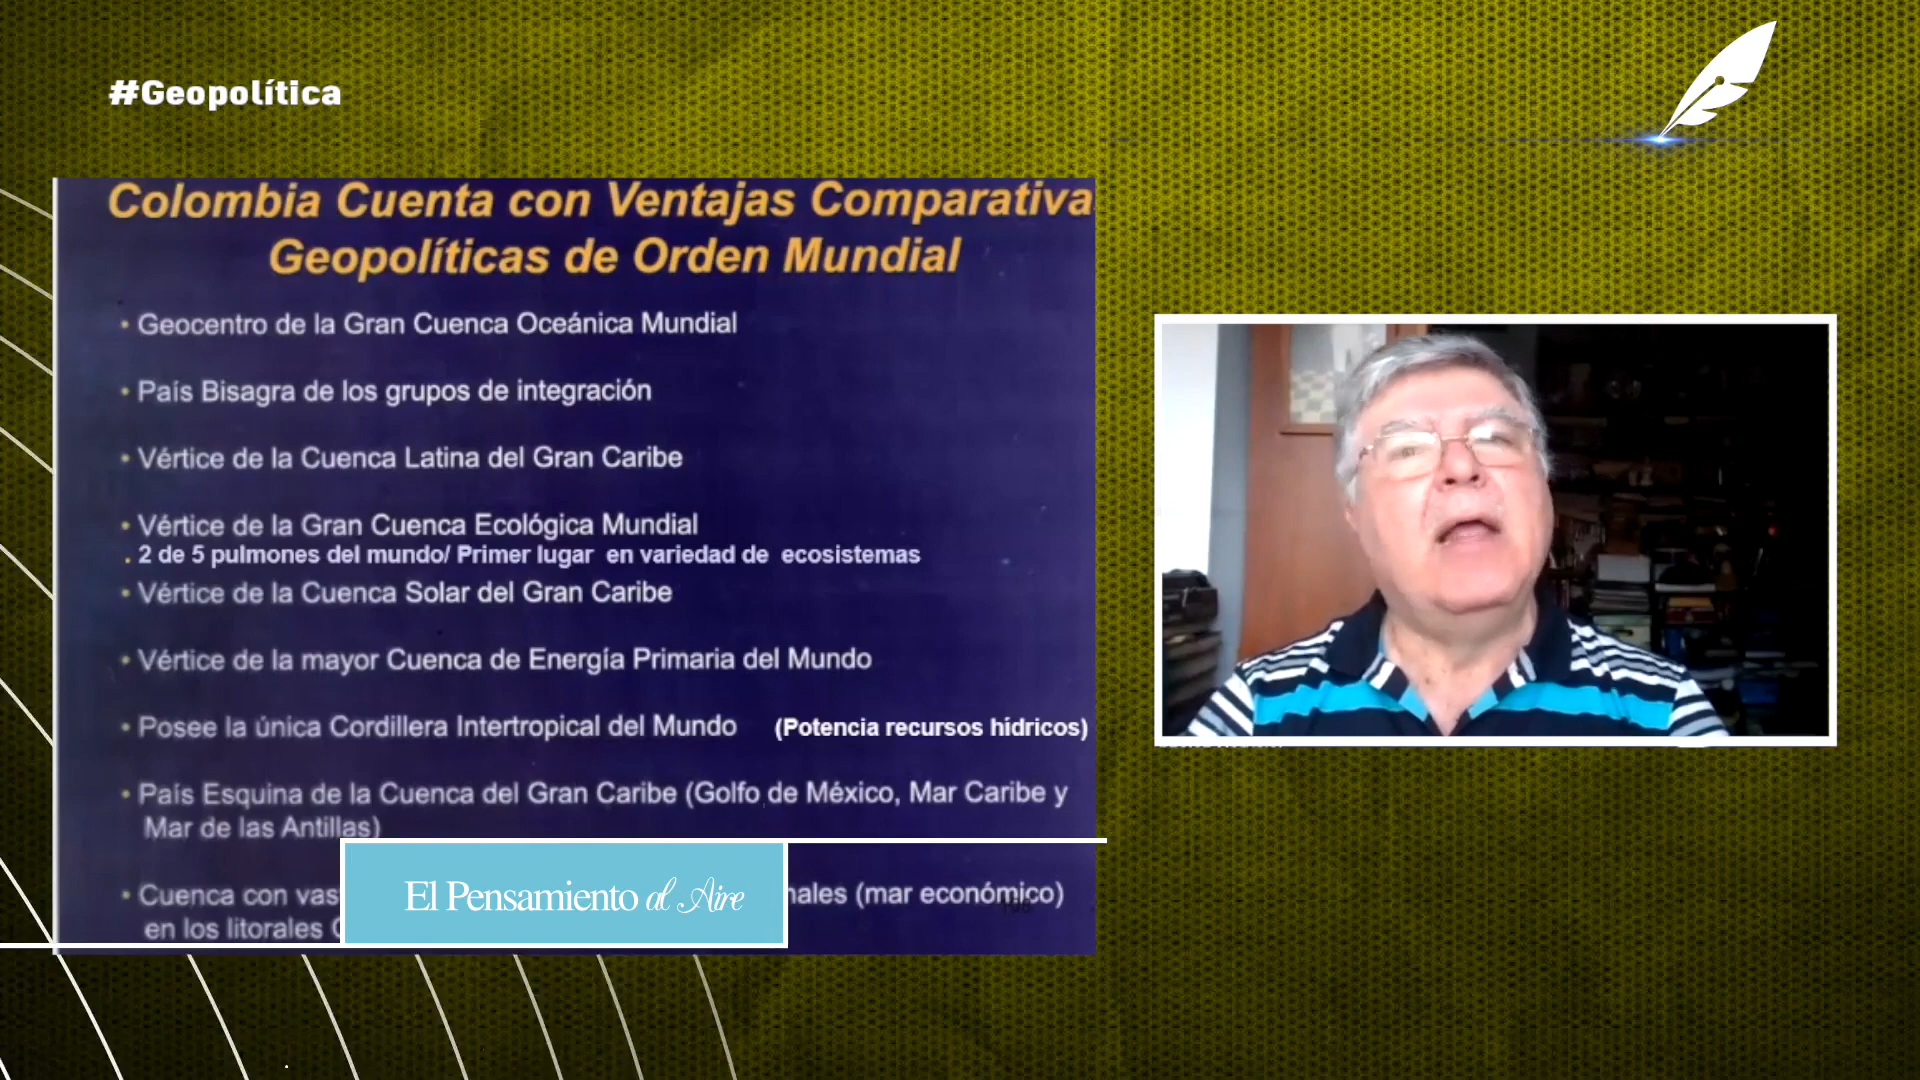 #Geopolítica
Colombia Cuenta con Ventajas Comparativa
Geopolíticas de Orden Mundial
• Geocentro de la Gran Cuenca Oceánica Mundial
• País Bisagra de los grupos de integración
• Vértice de la Cuenca Latina del Gran Caribe
• Vértice de la Gran Cuenca Ecológica Mundial
. 2 de 5 pulmones del mundo/ Primer lugar en variedad de ecosistemas
• Vértice de la Cuenca Solar del Gran Caribe
• Vértice de la mayor Cuenca de Energía Primaria del Mundo
• Posee la única Cordillera Intertropical del Mundo (Potencia recursos hídricos)
• País Esquina de la Cuenca del Gran Caribe (Golfo de México, Mar Caribe y
Mar de las Antillas)
• Cuenca con vas nales (mar económico)
en los litorales
El Pensamiento al Aire